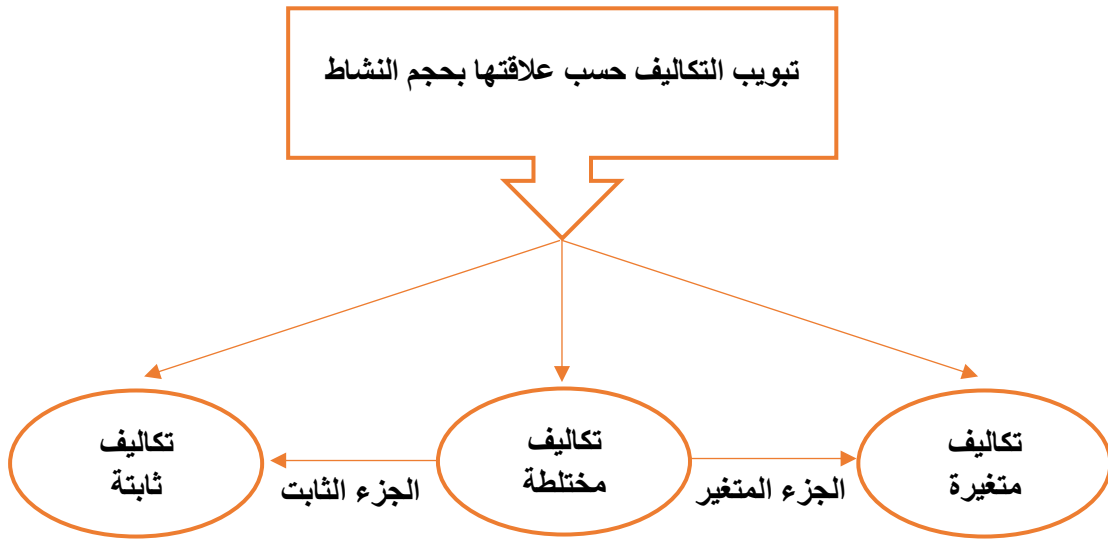 تبويب التكاليف حسب علاقتها بحجم النشاط
تكاليف
متغيرة
الجزء المتغير
تكاليف
مختلطة
الجزء الثابت
تكاليف
ثابتة